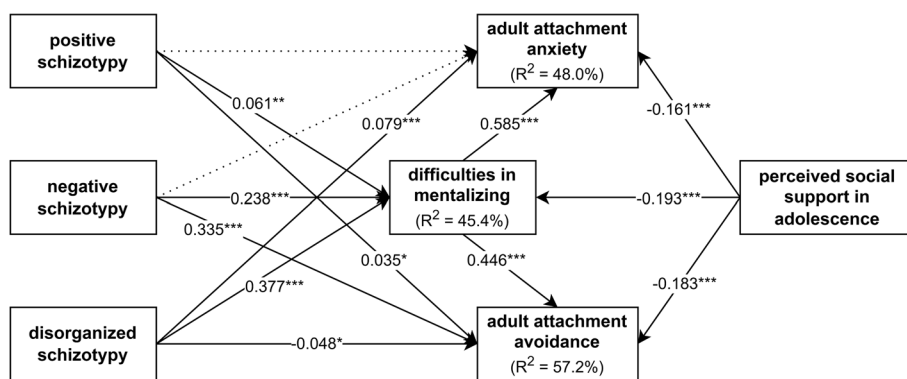 positive
schizotypy
adult attachment
anxiety
(R² = 48.0%)
0.061**
0.079***
0.585***
-0.161***
negative
schizotypy
0.238***
difficulties in
mentalizing
(R² = 45.4%)
-0.193***
perceived social
support in
adolescence
0.335***
0.035*
0.446***
0.377***
-0.183***
disorganized
schizotypy
-0.048*
adult attachment
avoidance
(R² = 57.2%)